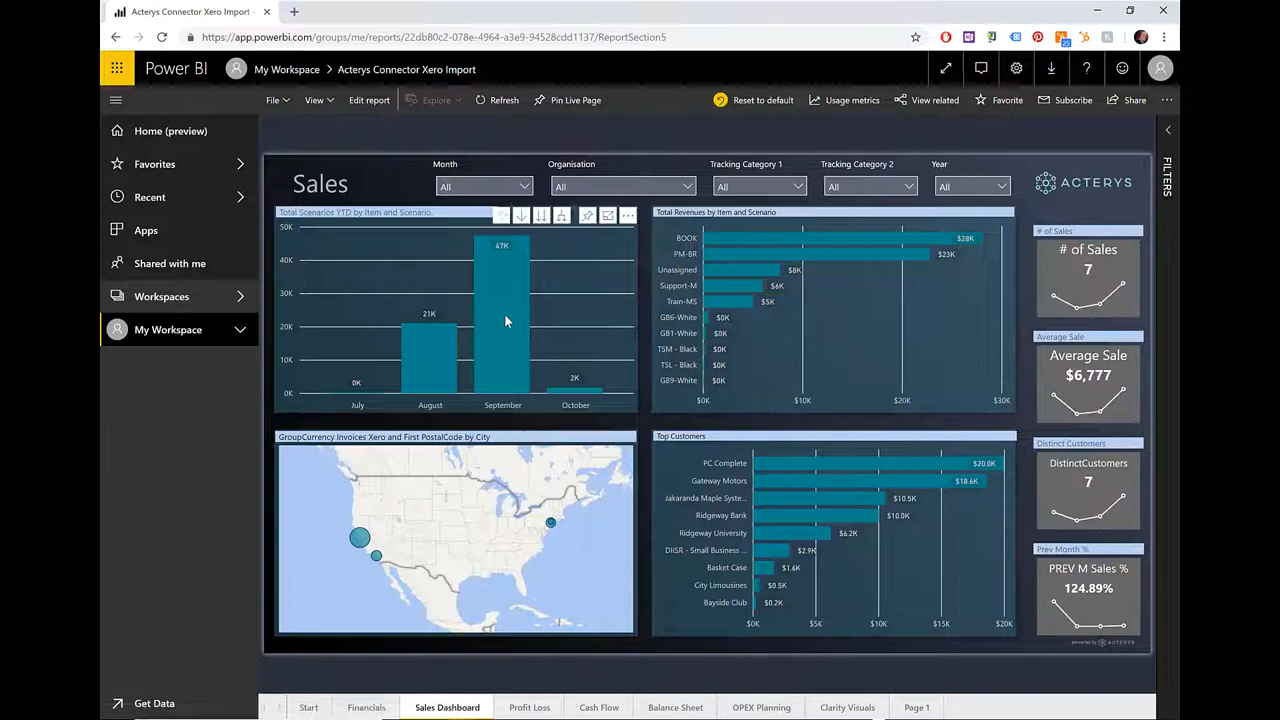 Acterys Connector Xero Import -
https://app.powerbi.com/groups/me/reports/22db80c2-078e-4964-a3e9-94528cdd1137/ReportSection5
25
Power BI
My Workspace > Acterys Connector Xero Import
File View Edit report Explore Refresh Pin Live Page Reset to default Usage metrics View related Favorite Subscribe Share
Home (preview)
Favorites
Recent
Apps
Shared with me
Workspaces
My Workspace
Get Data
Sales
Month
All
Organisation
All
Tracking Category 1
All
Tracking Category 2
All
Year
All
ACTERYS
FILTERS
Total Scenarios YTD by Item and Scenario.
50K
40K
30K
20K
10K
0K
0K
21K
47K
2K
July August September October
Total Revenues by Item and Scenario
BOOK $28K
PM-BR $23K
Unassigned $8K
Support-M $6K
Train-MS $5K
GB6-White $0K
GB1-White $0K
TSM - Black $0K
TSL - Black $0K
GB9-White $0K
$0K $10K $20K $30K
# of Sales
# of Sales
7
Average Sale
Average Sale
$6,777
Distinct Customers
DistinctCustomers
7
Prev Month %
PREV M Sales %
124.89%
powered by ACTERYS
GroupCurrency Invoices Xero and First PostalCode by City
Top Customers
PC Complete $20.0K
Gateway Motors $18.6K
Jakaranda Maple Syste... $10.5K
Ridgeway Bank $10.0K
Ridgeway University $6.2K
DIISR - Small Business ... $2.9K
Basket Case $1.6K
City Limousines $0.5K
Bayside Club $0.2K
$0K $5K $10K $15K $20K
Start Financials Sales Dashboard Profit Loss Cash Flow Balance Sheet OPEX Planning Clarity Visuals Page 1